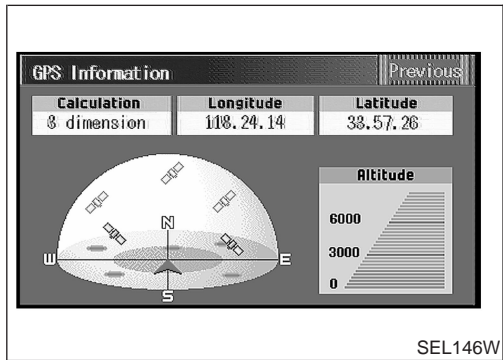 GPS Information
Previous
Calculation
3 dimension
Longitude
118.24.14
Latitude
33.57.26
Altitude
6000
3000
0
N
W
E
S
SEL146W